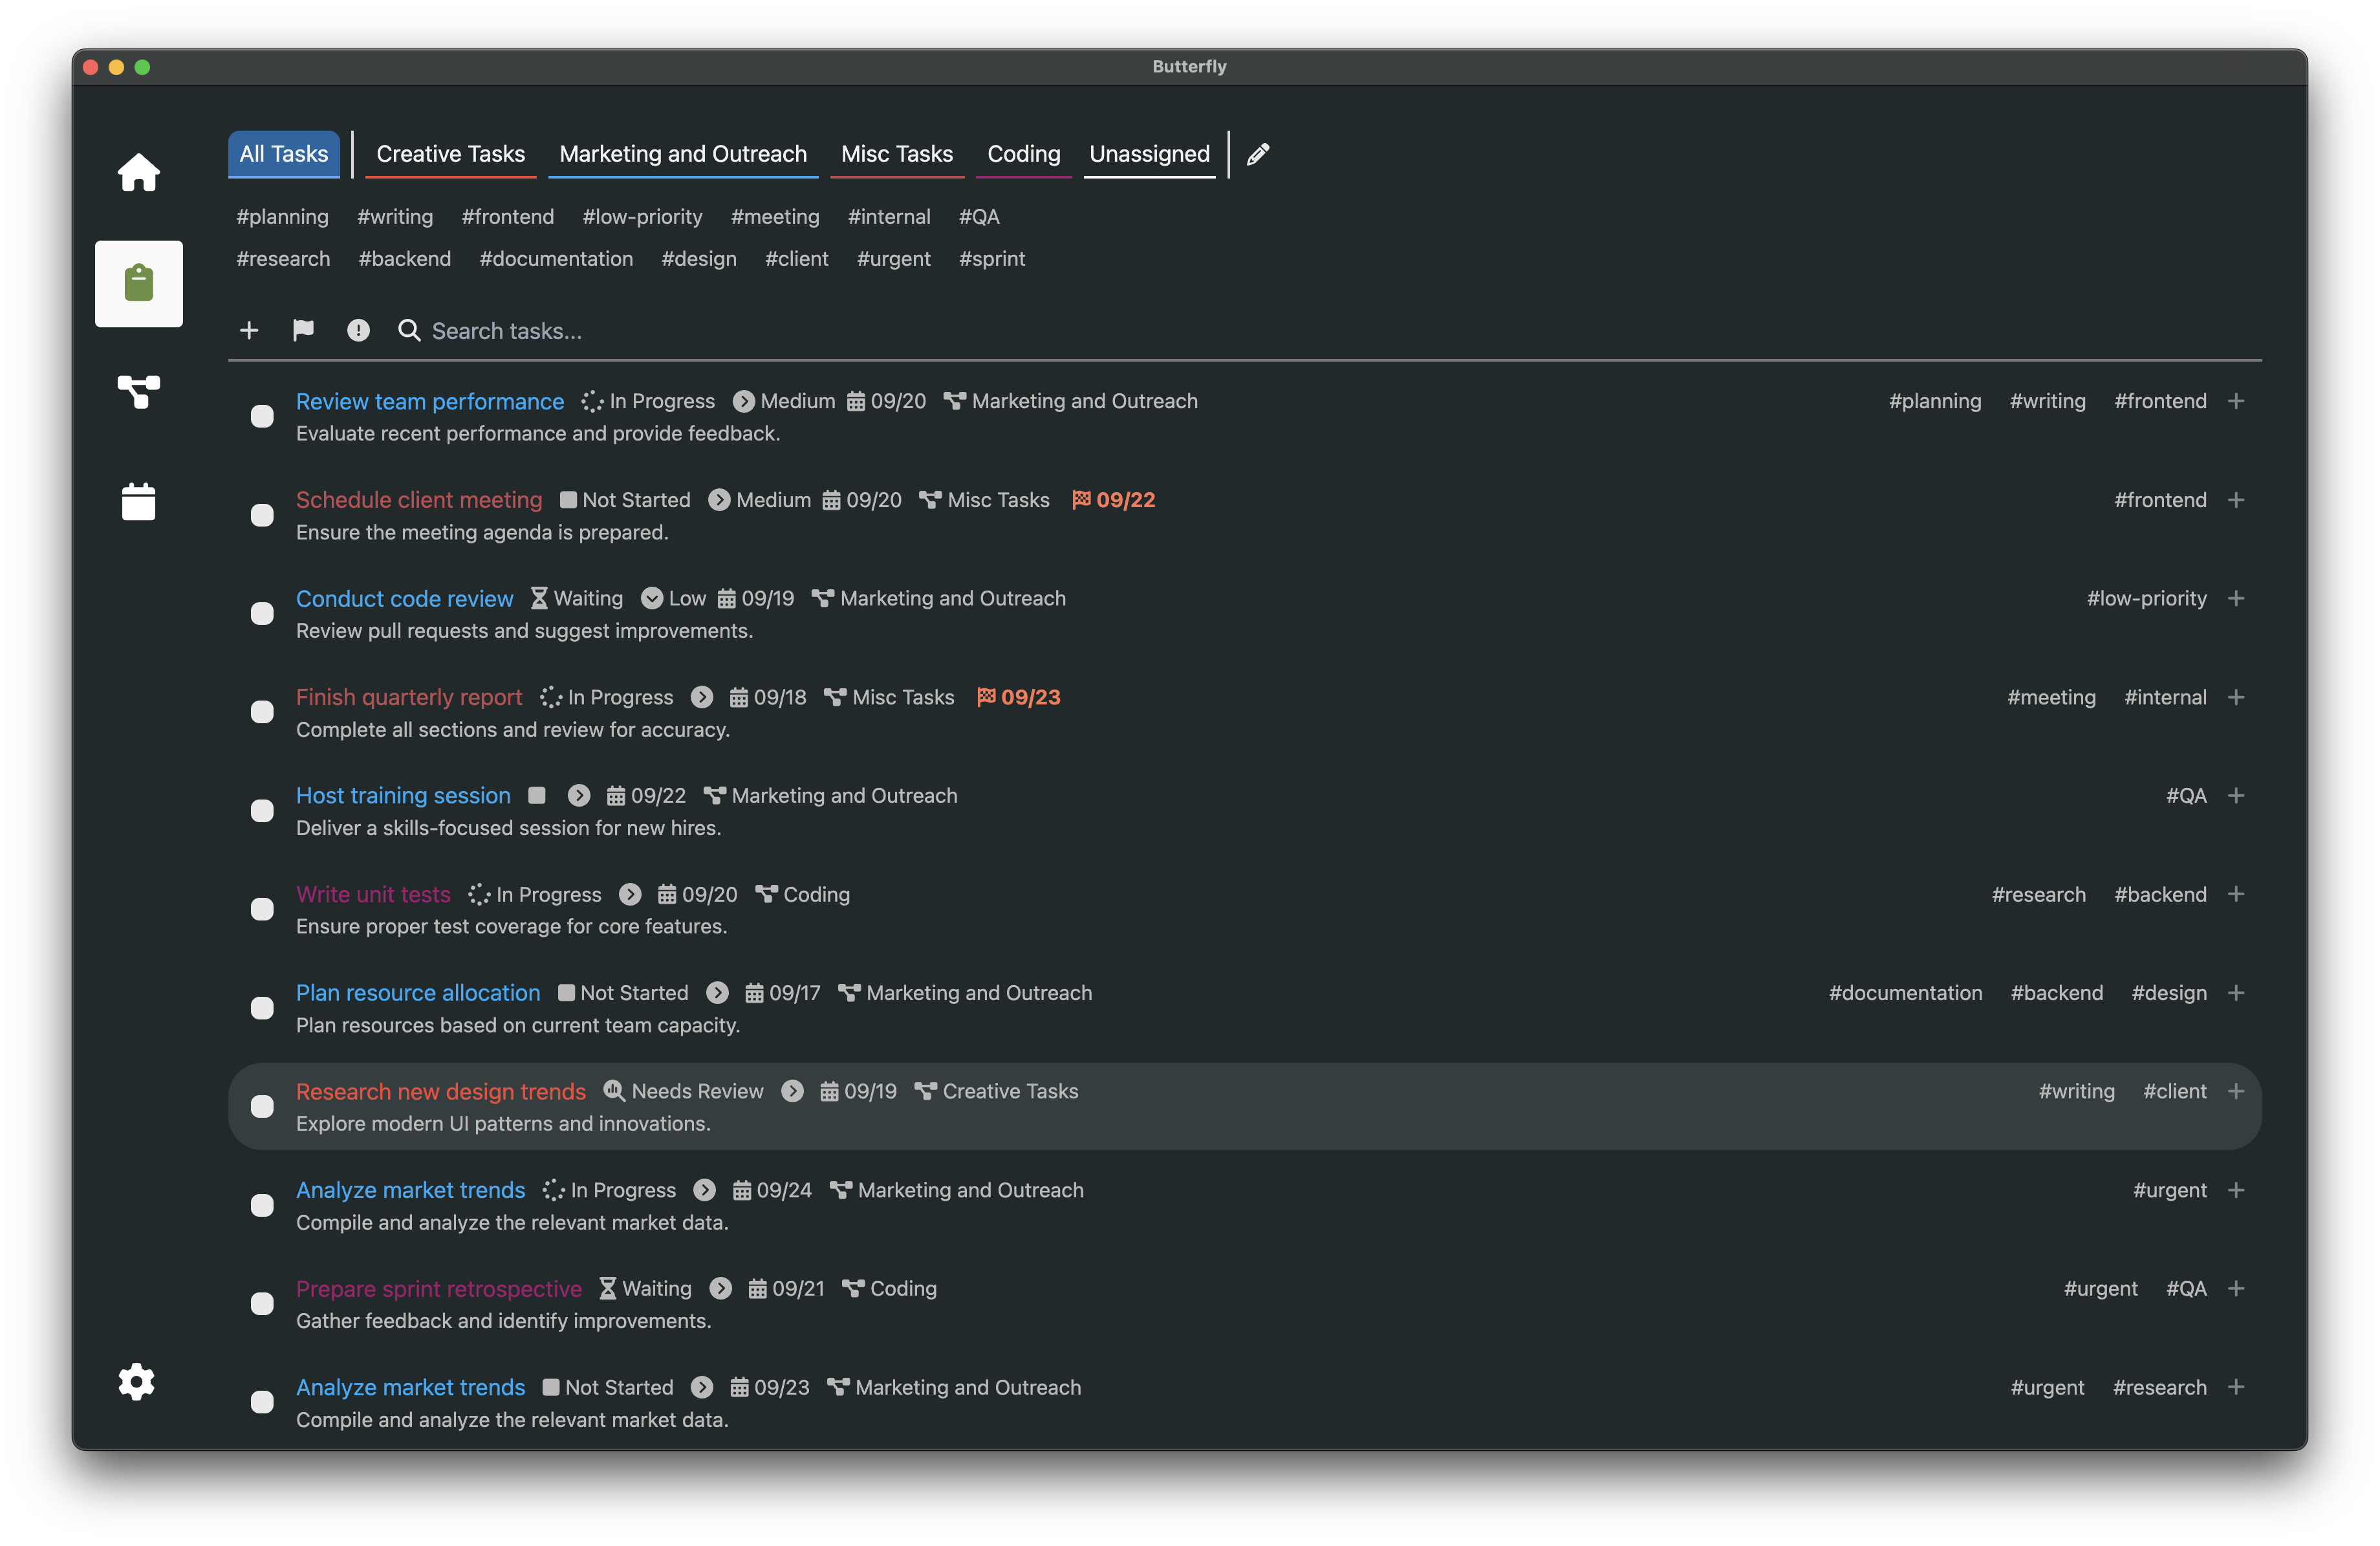 Butterfly
All Tasks Creative Tasks Marketing and Outreach Misc Tasks Coding Unassigned
#planning #writing #frontend #low-priority #meeting #internal #QA
#research #backend #documentation #design #client #urgent #sprint
Search tasks...
Review team performance In Progress Medium 09/20 Marketing and Outreach #planning #writing #frontend +
Evaluate recent performance and provide feedback.
Schedule client meeting Not Started Medium 09/20 Misc Tasks 09/22 #frontend +
Ensure the meeting agenda is prepared.
Conduct code review Waiting Low 09/19 Marketing and Outreach #low-priority +
Review pull requests and suggest improvements.
Finish quarterly report In Progress 09/18 Misc Tasks 09/23 #meeting #internal +
Complete all sections and review for accuracy.
Host training session 09/22 Marketing and Outreach #QA +
Deliver a skills-focused session for new hires.
Write unit tests In Progress 09/20 Coding #research #backend +
Ensure proper test coverage for core features.
Plan resource allocation Not Started 09/17 Marketing and Outreach #documentation #backend #design +
Plan resources based on current team capacity.
Research new design trends Needs Review 09/19 Creative Tasks #writing #client +
Explore modern UI patterns and innovations.
Analyze market trends In Progress 09/24 Marketing and Outreach #urgent +
Compile and analyze the relevant market data.
Prepare sprint retrospective Waiting 09/21 Coding #urgent #QA +
Gather feedback and identify improvements.
Analyze market trends Not Started 09/23 Marketing and Outreach #urgent #research +
Compile and analyze the relevant market data.